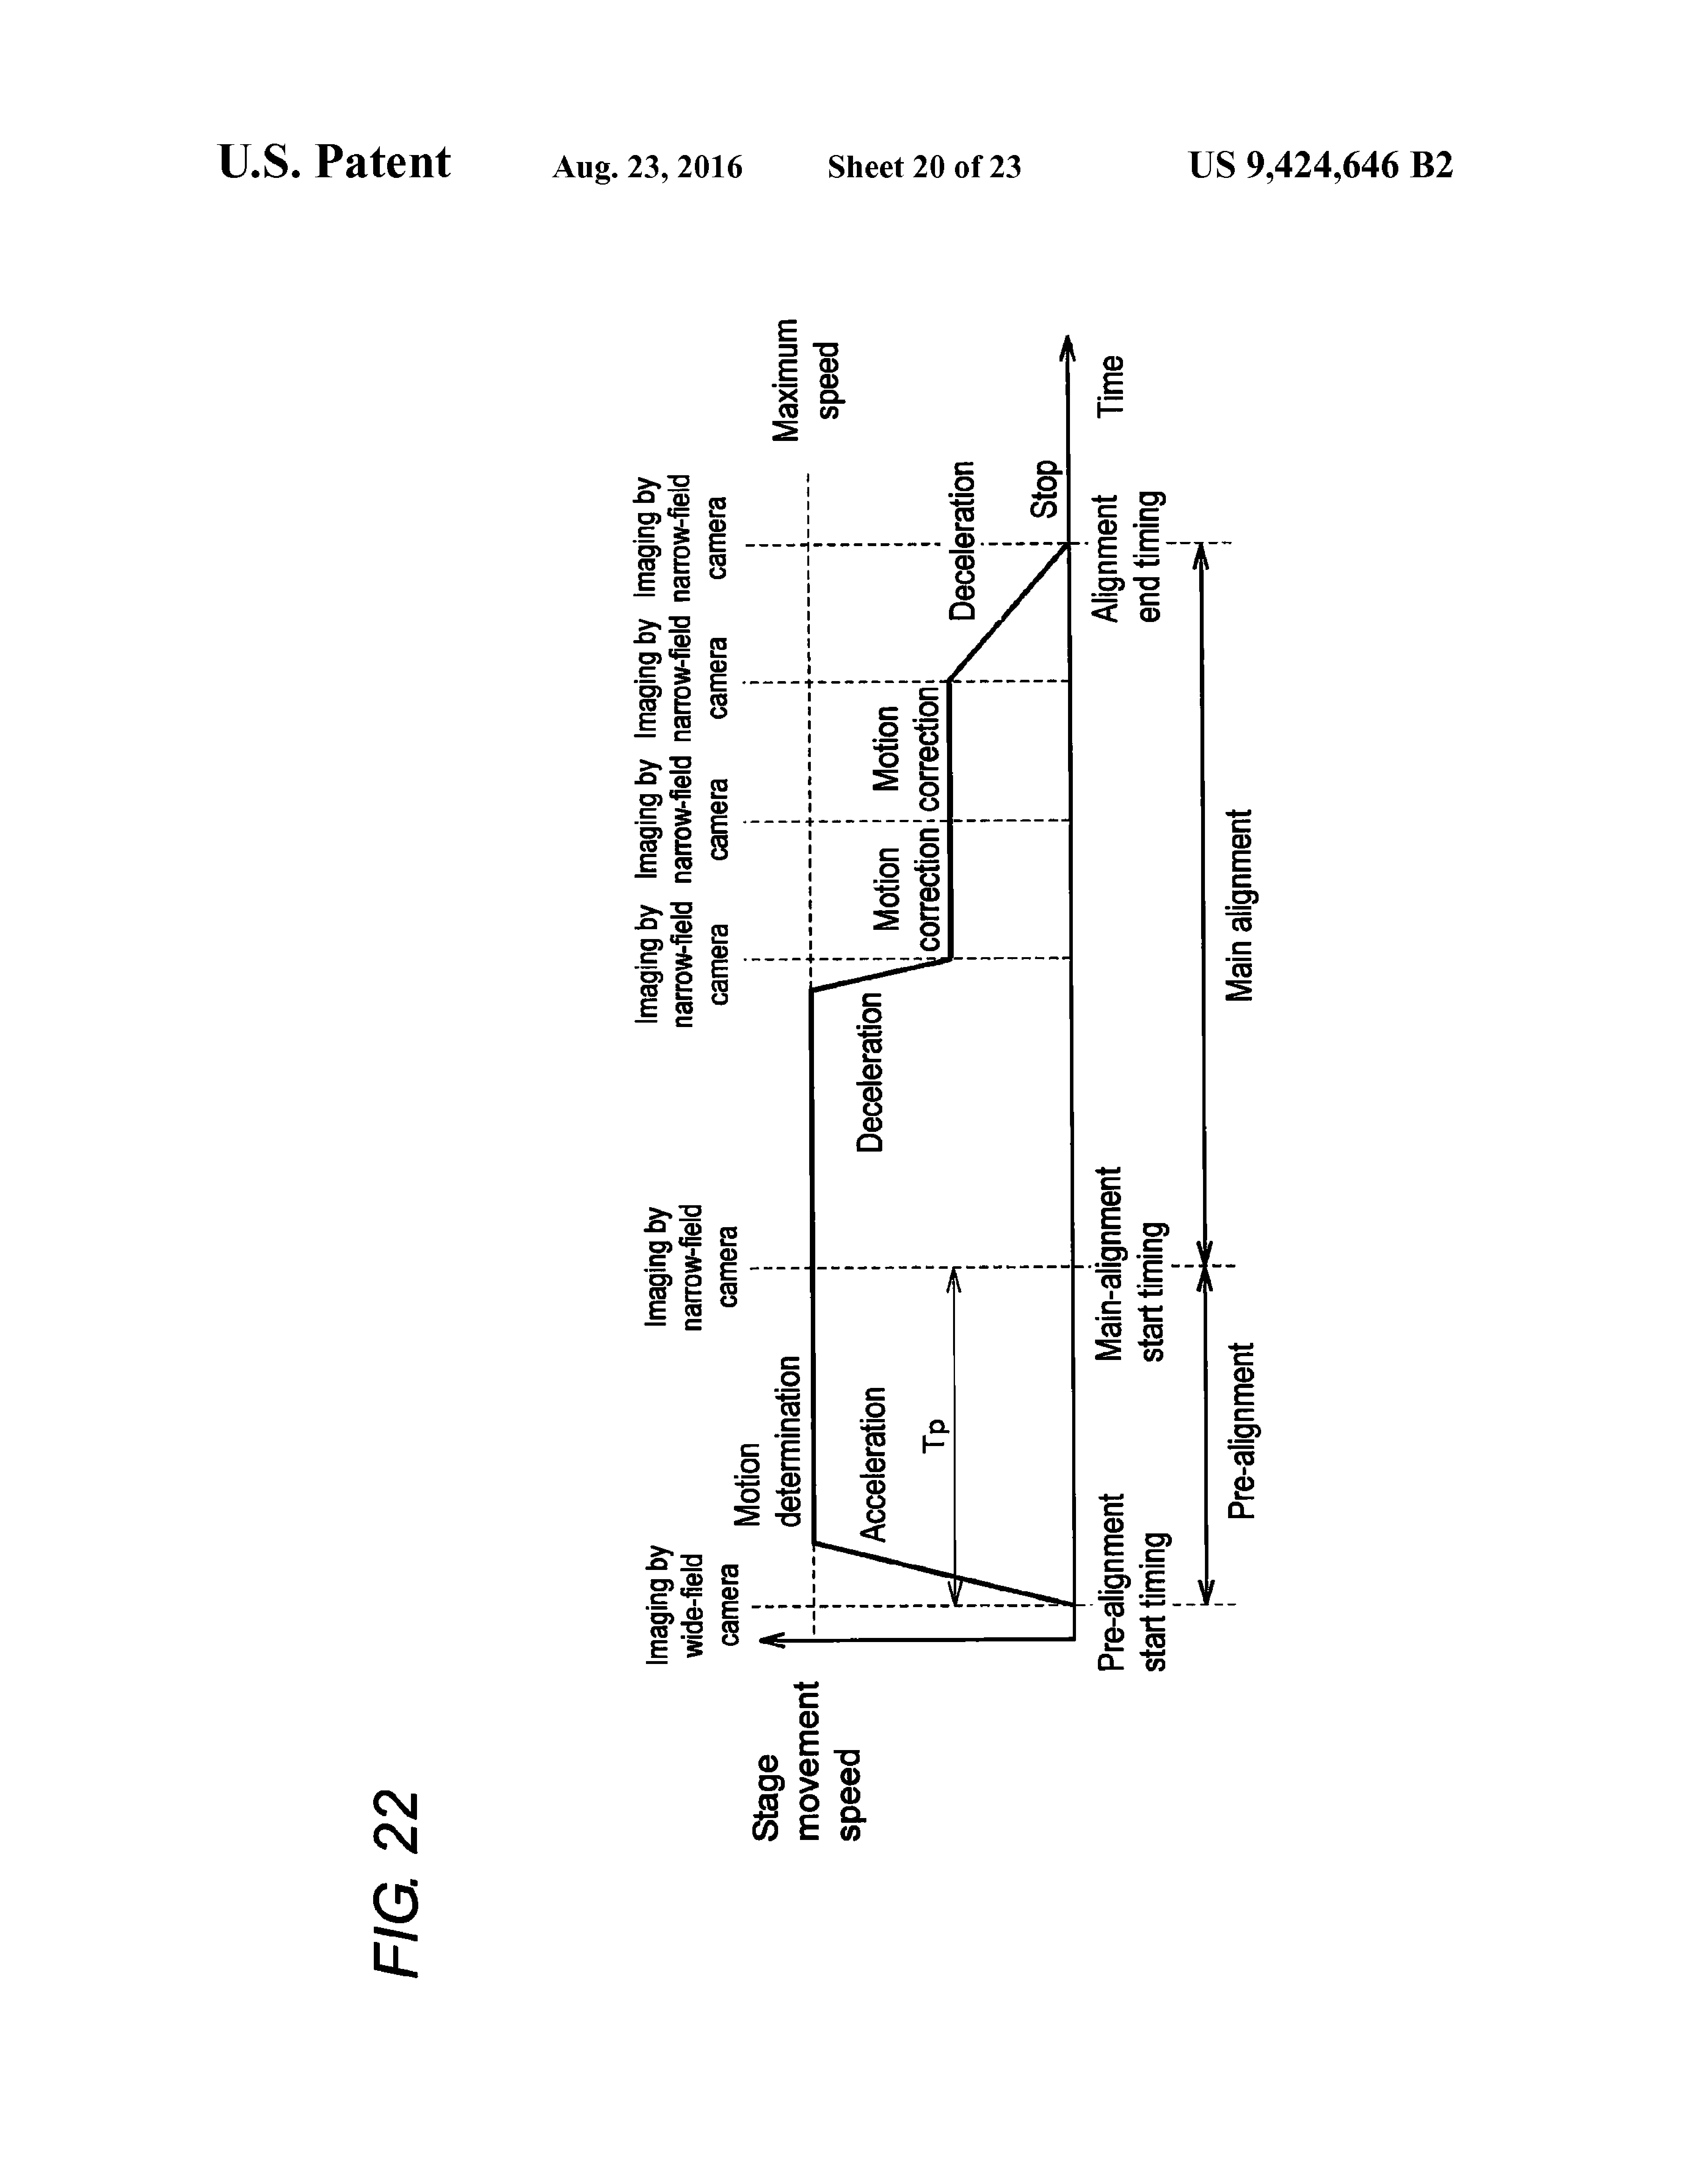 U.S. Patent Aug. 23, 2016 Sheet 20 of 23 US 9,424,646 B2
FIG. 22
Stage
movement
speed
Imaging by
wide-field
camera
Motion
determination
Imaging by
narrow-field
camera
Imaging by
narrow-field
camera
Imaging by
narrow-field
camera
Imaging by
narrow-field
camera
Imaging by
narrow-field
camera
Maximum
speed
Acceleration
Tp
Deceleration
Motion
correction
Motion
correction
Deceleration
Stop
Time
Pre-alignment
start timing
Main-alignment
start timing
Alignment
end timing
Pre-alignment
Main alignment